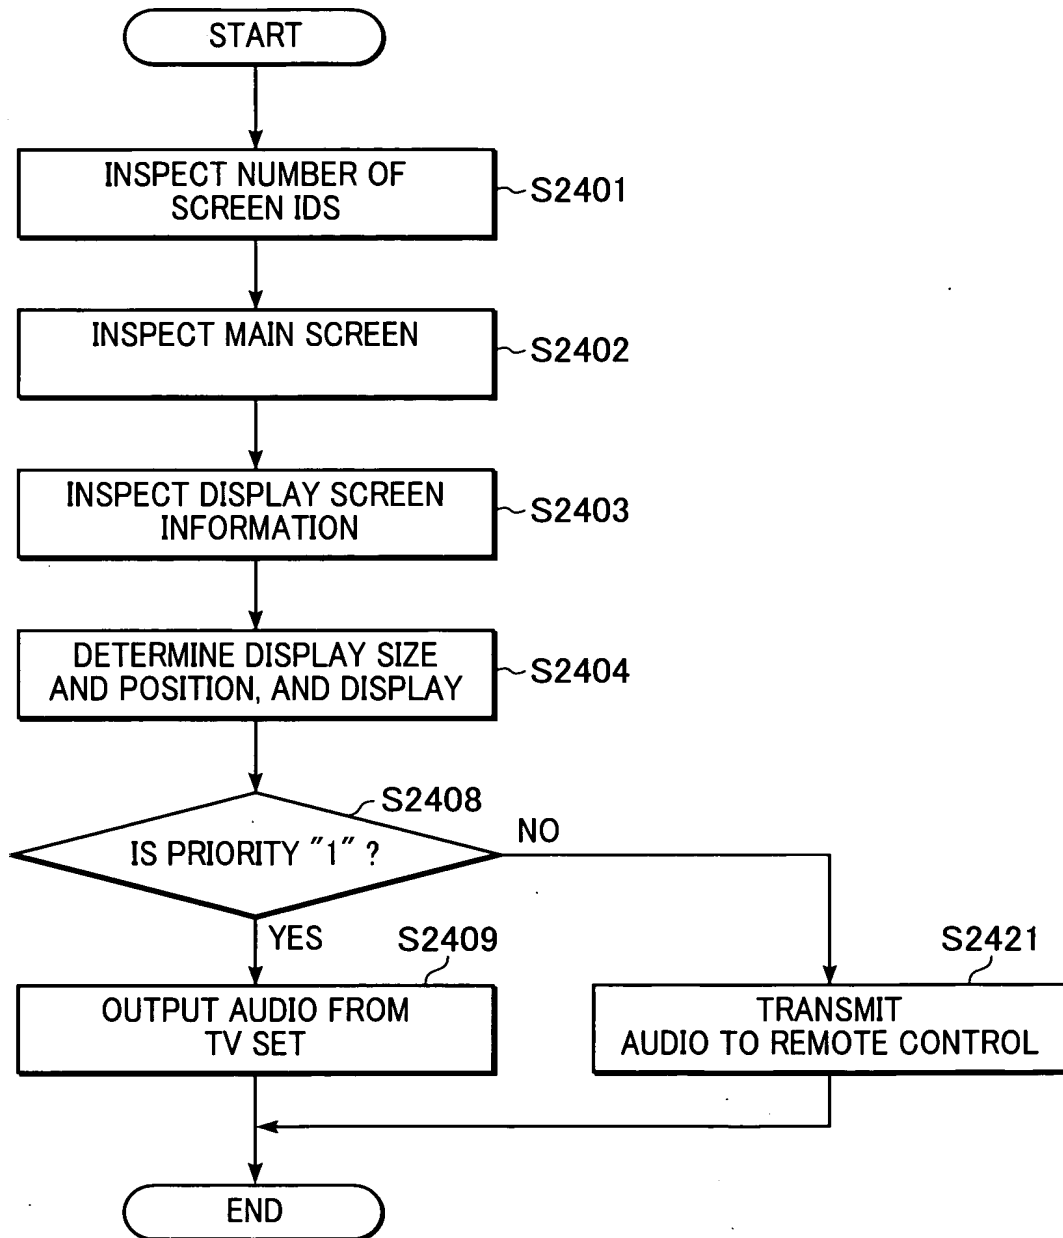 START
INSPECT NUMBER OF
SCREEN IDS
S2401
INSPECT MAIN SCREEN
S2402
INSPECT DISPLAY SCREEN
INFORMATION
S2403
DETERMINE DISPLAY SIZE
AND POSITION, AND DISPLAY
S2404
S2408
IS PRIORITY "1" ?
NO
YES
S2409
OUTPUT AUDIO FROM
TV SET
S2421
TRANSMIT
AUDIO TO REMOTE CONTROL
END